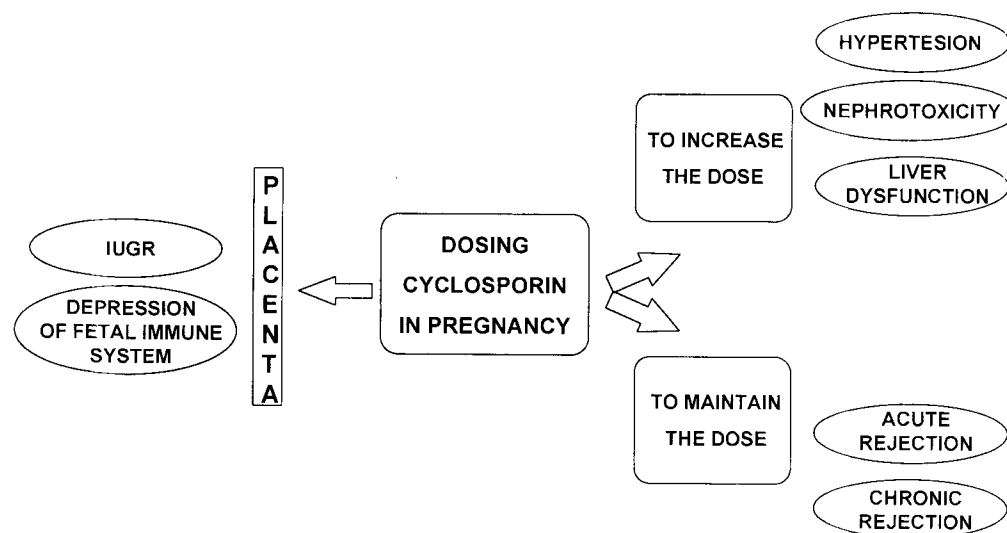 IUGR
DEPRESSION
OF FETAL IMMUNE
SYSTEM
PLACENTA
DOSING
CYCLOSPORIN
IN PREGNANCY
TO INCREASE
THE DOSE
HYPERTESION
NEPHROTOXICITY
LIVER
DYSFUNCTION
TO MAINTAIN
THE DOSE
ACUTE
REJECTION
CHRONIC
REJECTION